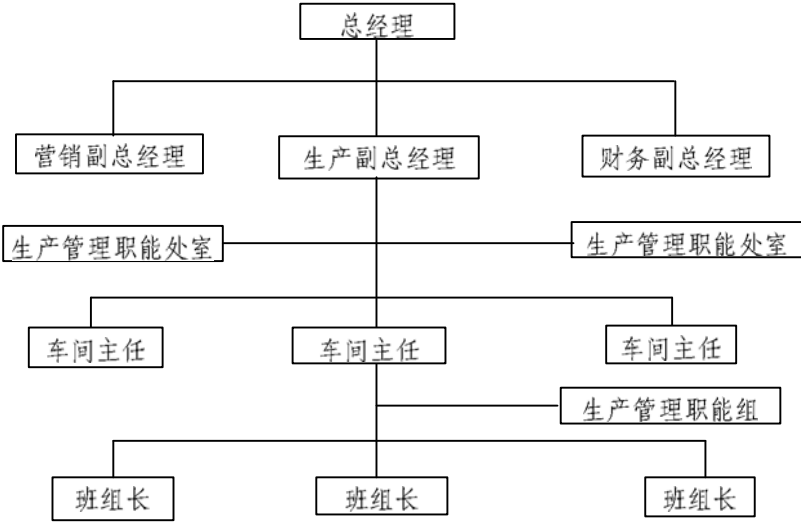 总经理
营销副总经理
生产副总经理
财务副总经理
生产管理职能处室
生产管理职能处室
车间主任
车间主任
车间主任
生产管理职能组
班组长
班组长
班组长